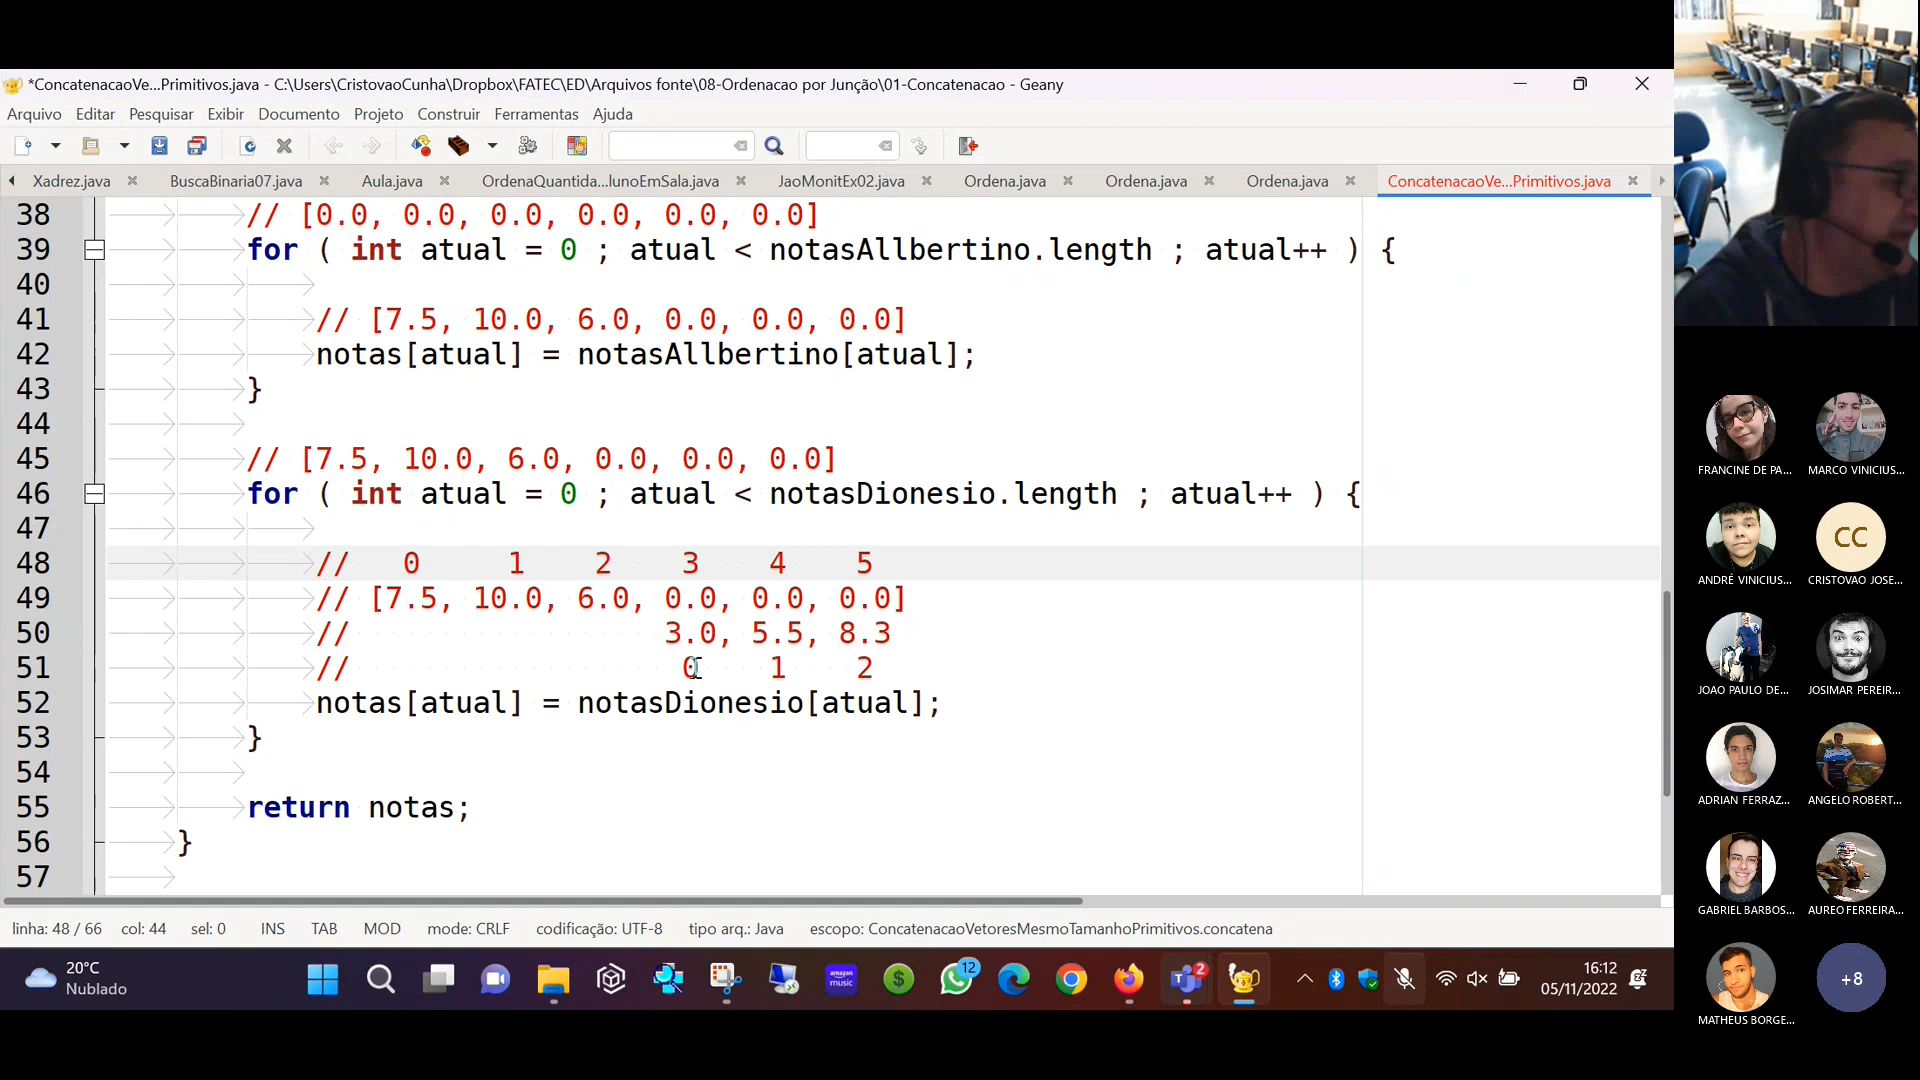 *ConcatenacaoVe...Primitivos.java - C:\Users\CristovaoCunha\Dropbox\FATEC\ED\Arquivos fonte\08-Ordenacao por Junção\01-Concatenacao - Geany
Arquivo Editar Pesquisar Exibir Documento Projeto Construir Ferramentas Ajuda
Xadrez.java BuscaBinaria07.java Aula.java OrdenaQuantida...lunoEmSala.java JaoMonitEx02.java Ordena.java Ordena.java Ordena.java ConcatenacaoVe...Primitivos.java
38 // [0.0, 0.0, 0.0, 0.0, 0.0, 0.0]
39 for ( int atual = 0 ; atual < notasAllbertino.length ; atual++ ) {
40
41 // [7.5, 10.0, 6.0, 0.0, 0.0, 0.0]
42 notas[atual] = notasAllbertino[atual];
43 }
44
45 // [7.5, 10.0, 6.0, 0.0, 0.0, 0.0]
46 for ( int atual = 0 ; atual < notasDionesio.length ; atual++ ) {
47
48 // 0 1 2 3 4 5
49 // [7.5, 10.0, 6.0, 0.0, 0.0, 0.0]
50 // 3.0, 5.5, 8.3
51 // 0 1 2
52 notas[atual] = notasDionesio[atual];
53 }
54
55 return notas;
56 }
57
linha: 48 / 66 col: 44 sel: 0 INS TAB MOD mode: CRLF codificação: UTF-8 tipo arq.: Java escopo: ConcatenacaoVetoresMesmoTamanhoPrimitivos.concatena
20°C
Nublado
amazon music
$
12
2
16:12
05/11/2022
FRANCINE DE PA... MARCO VINICIUS...
CC
ANDRÉ VINICIUS... CRISTOVAO JOSE...
JOAO PAULO DE... JOSIMAR PEREIR...
ADRIAN FERRAZ... ANGELO ROBERT...
GABRIEL BARBOS... AUREO FERREIRA...
+8
MATHEUS BORGE...